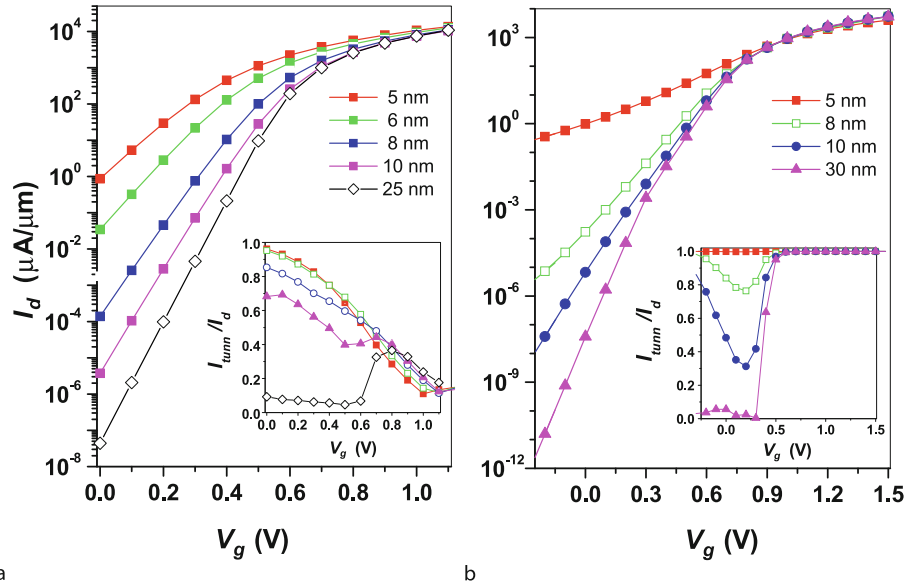 10^4
10^2
10^0
10^-2
10^-4
10^-6
10^-8
I_d (μA/μm)
5 nm
6 nm
8 nm
10 nm
25 nm
1.0
0.8
0.6
0.4
0.2
0.0
I_tunn / I_d
0.0 0.2 0.4 0.6 0.8 1.0
V_g (V)
0.0 0.2 0.4 0.6 0.8 1.0
V_g (V)
a
10^3
10^0
10^-3
10^-6
10^-9
10^-12
5 nm
8 nm
10 nm
30 nm
1.0
0.8
0.6
0.4
0.2
0.0
I_tunn / I_d
0.0 0.5 1.0 1.5
V_g (V)
0.0 0.3 0.6 0.9 1.2 1.5
V_g (V)
b